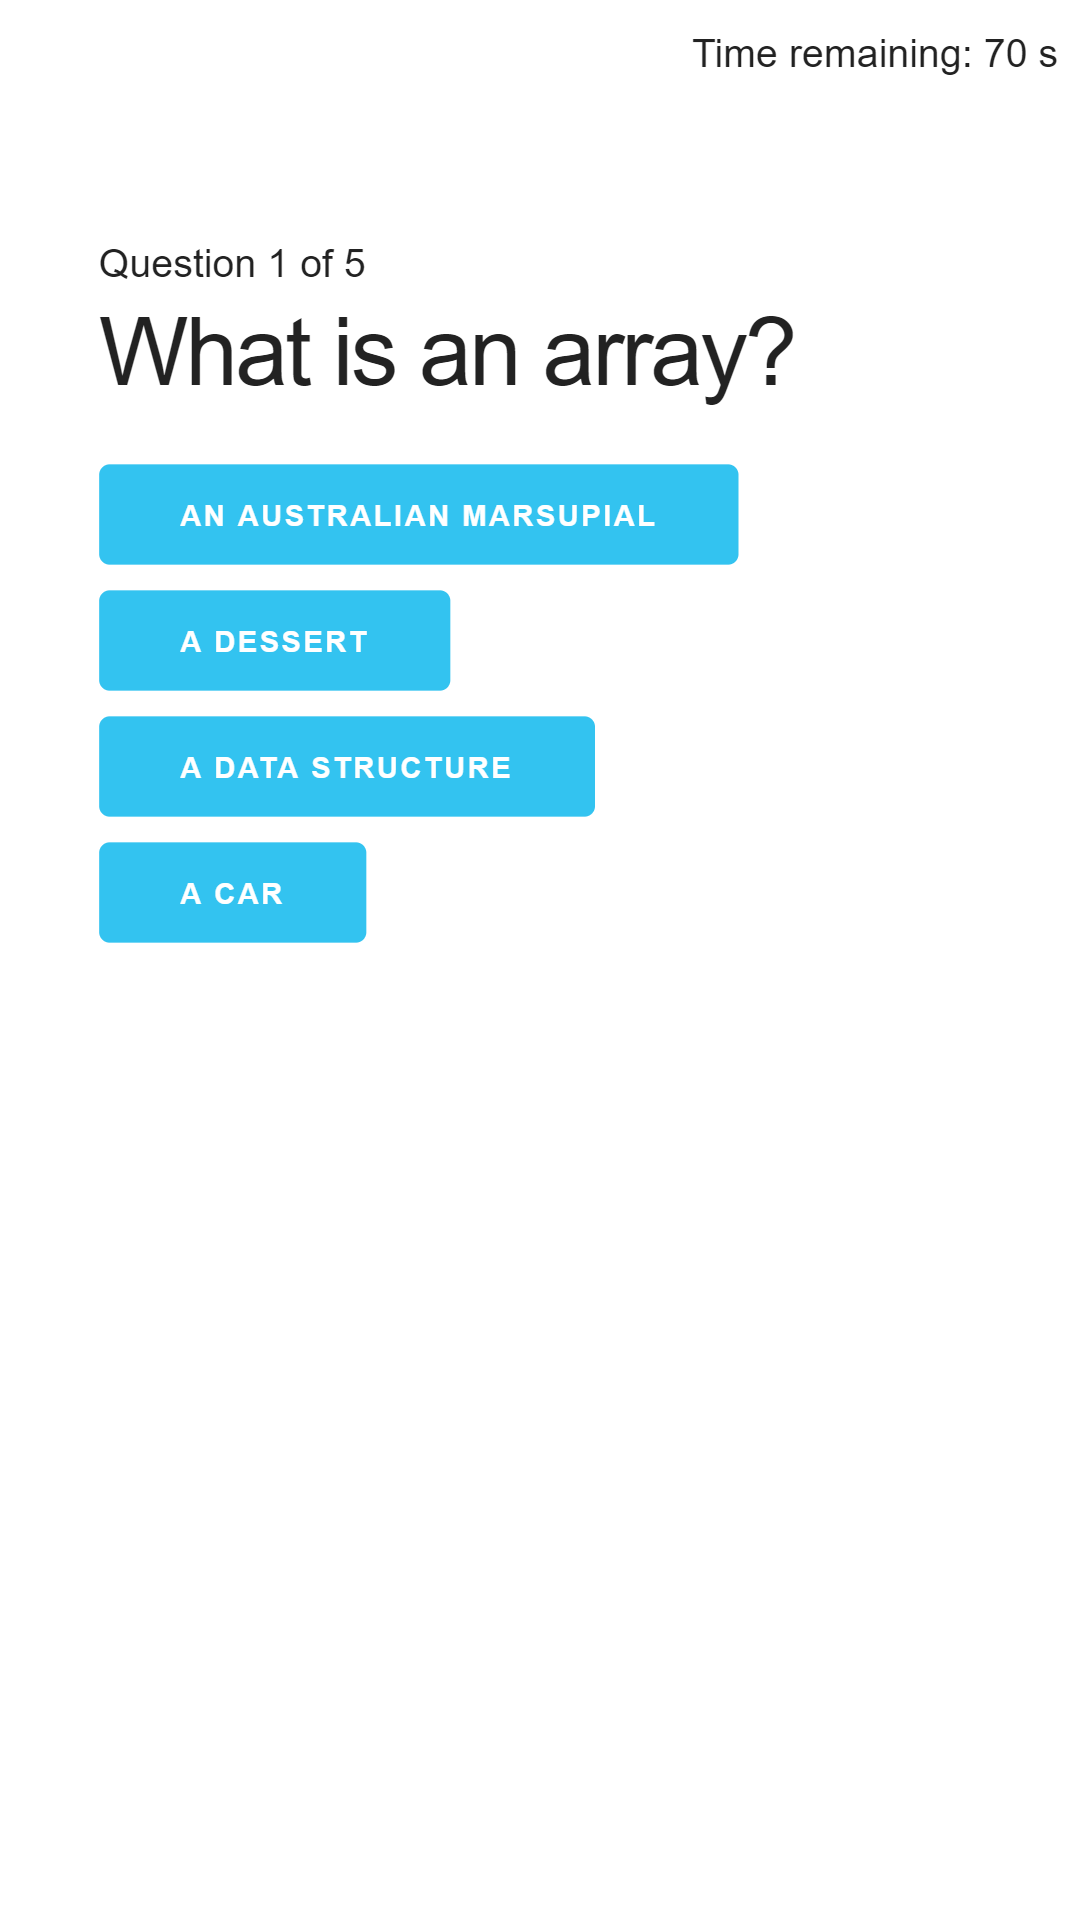 Time remaining: 70 s
Question 1 of 5
What is an array?
AN AUSTRALIAN MARSUPIAL
A DESSERT
A DATA STRUCTURE
A CAR